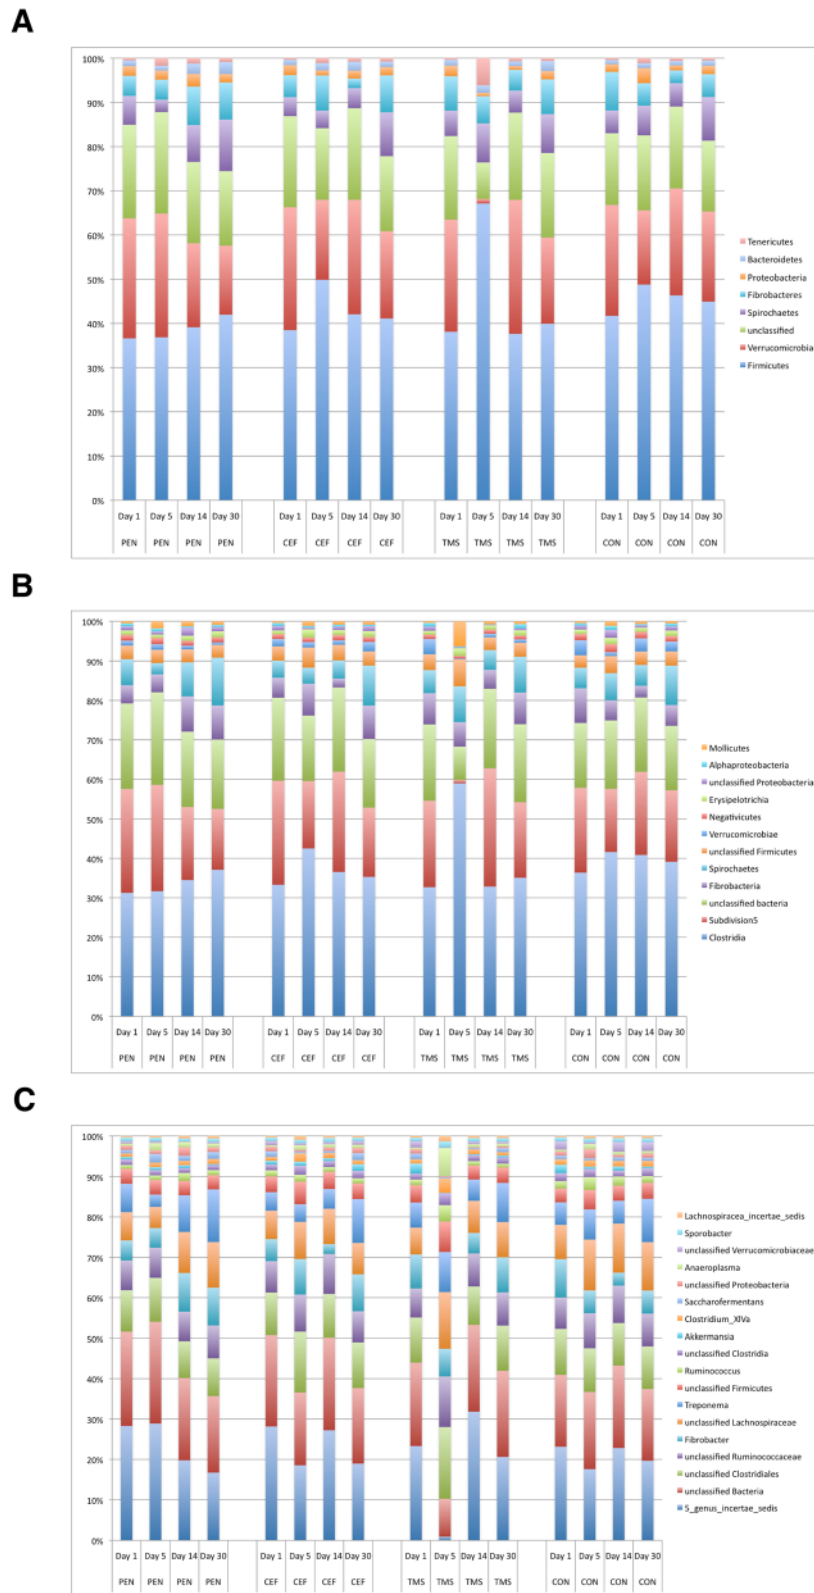 A
100%
90%
80%
70%
60%
50%
40%
30%
20%
10%
0%
Tenericutes
Bacteroidetes
Proteobacteria
Fibrobacteres
Spirochaetes
unclassified
Verrucomicrobia
Firmicutes
Day 1 Day 5 Day 14 Day 30 Day 1 Day 5 Day 14 Day 30 Day 1 Day 5 Day 14 Day 30 Day 1 Day 5 Day 14 Day 30
PEN PEN PEN PEN CEF CEF CEF CEF TMS TMS TMS TMS CON CON CON CON
B
100%
90%
80%
70%
60%
50%
40%
30%
20%
10%
0%
Mollicutes
Alphaproteobacteria
unclassified Proteobacteria
Erysipelotrichia
Negativicutes
Verrucomicrobiae
unclassified Firmicutes
Spirochaetes
Fibrobacteria
unclassified bacteria
Subdivision5
Clostridia
Day 1 Day 5 Day 14 Day 30 Day 1 Day 5 Day 14 Day 30 Day 1 Day 5 Day 14 Day 30 Day 1 Day 5 Day 14 Day 30
PEN PEN PEN PEN CEF CEF CEF CEF TMS TMS TMS TMS CON CON CON CON
C
100%
90%
80%
70%
60%
50%
40%
30%
20%
10%
0%
Lachnospiracea_incertae_sedis
Sporobacter
unclassified Verrucomicrobiaceae
Anaeroplasma
unclassified Proteobacteria
Saccharofermentans
Clostridium_XIVa
Akkermansia
unclassified Clostridia
Ruminococcus
unclassified Firmicutes
Treponema
unclassified Lachnospiraceae
Fibrobacter
unclassified Ruminococcaceae
unclassified Clostridiales
unclassified Bacteria
5_genus_incertae_sedis
Day 1 Day 5 Day 14 Day 30 Day 1 Day 5 Day 14 Day 30 Day 1 Day 5 Day 14 Day 30 Day 1 Day 5 Day 14 Day 30
PEN PEN PEN PEN CEF CEF CEF CEF TMS TMS TMS TMS CON CON CON CON